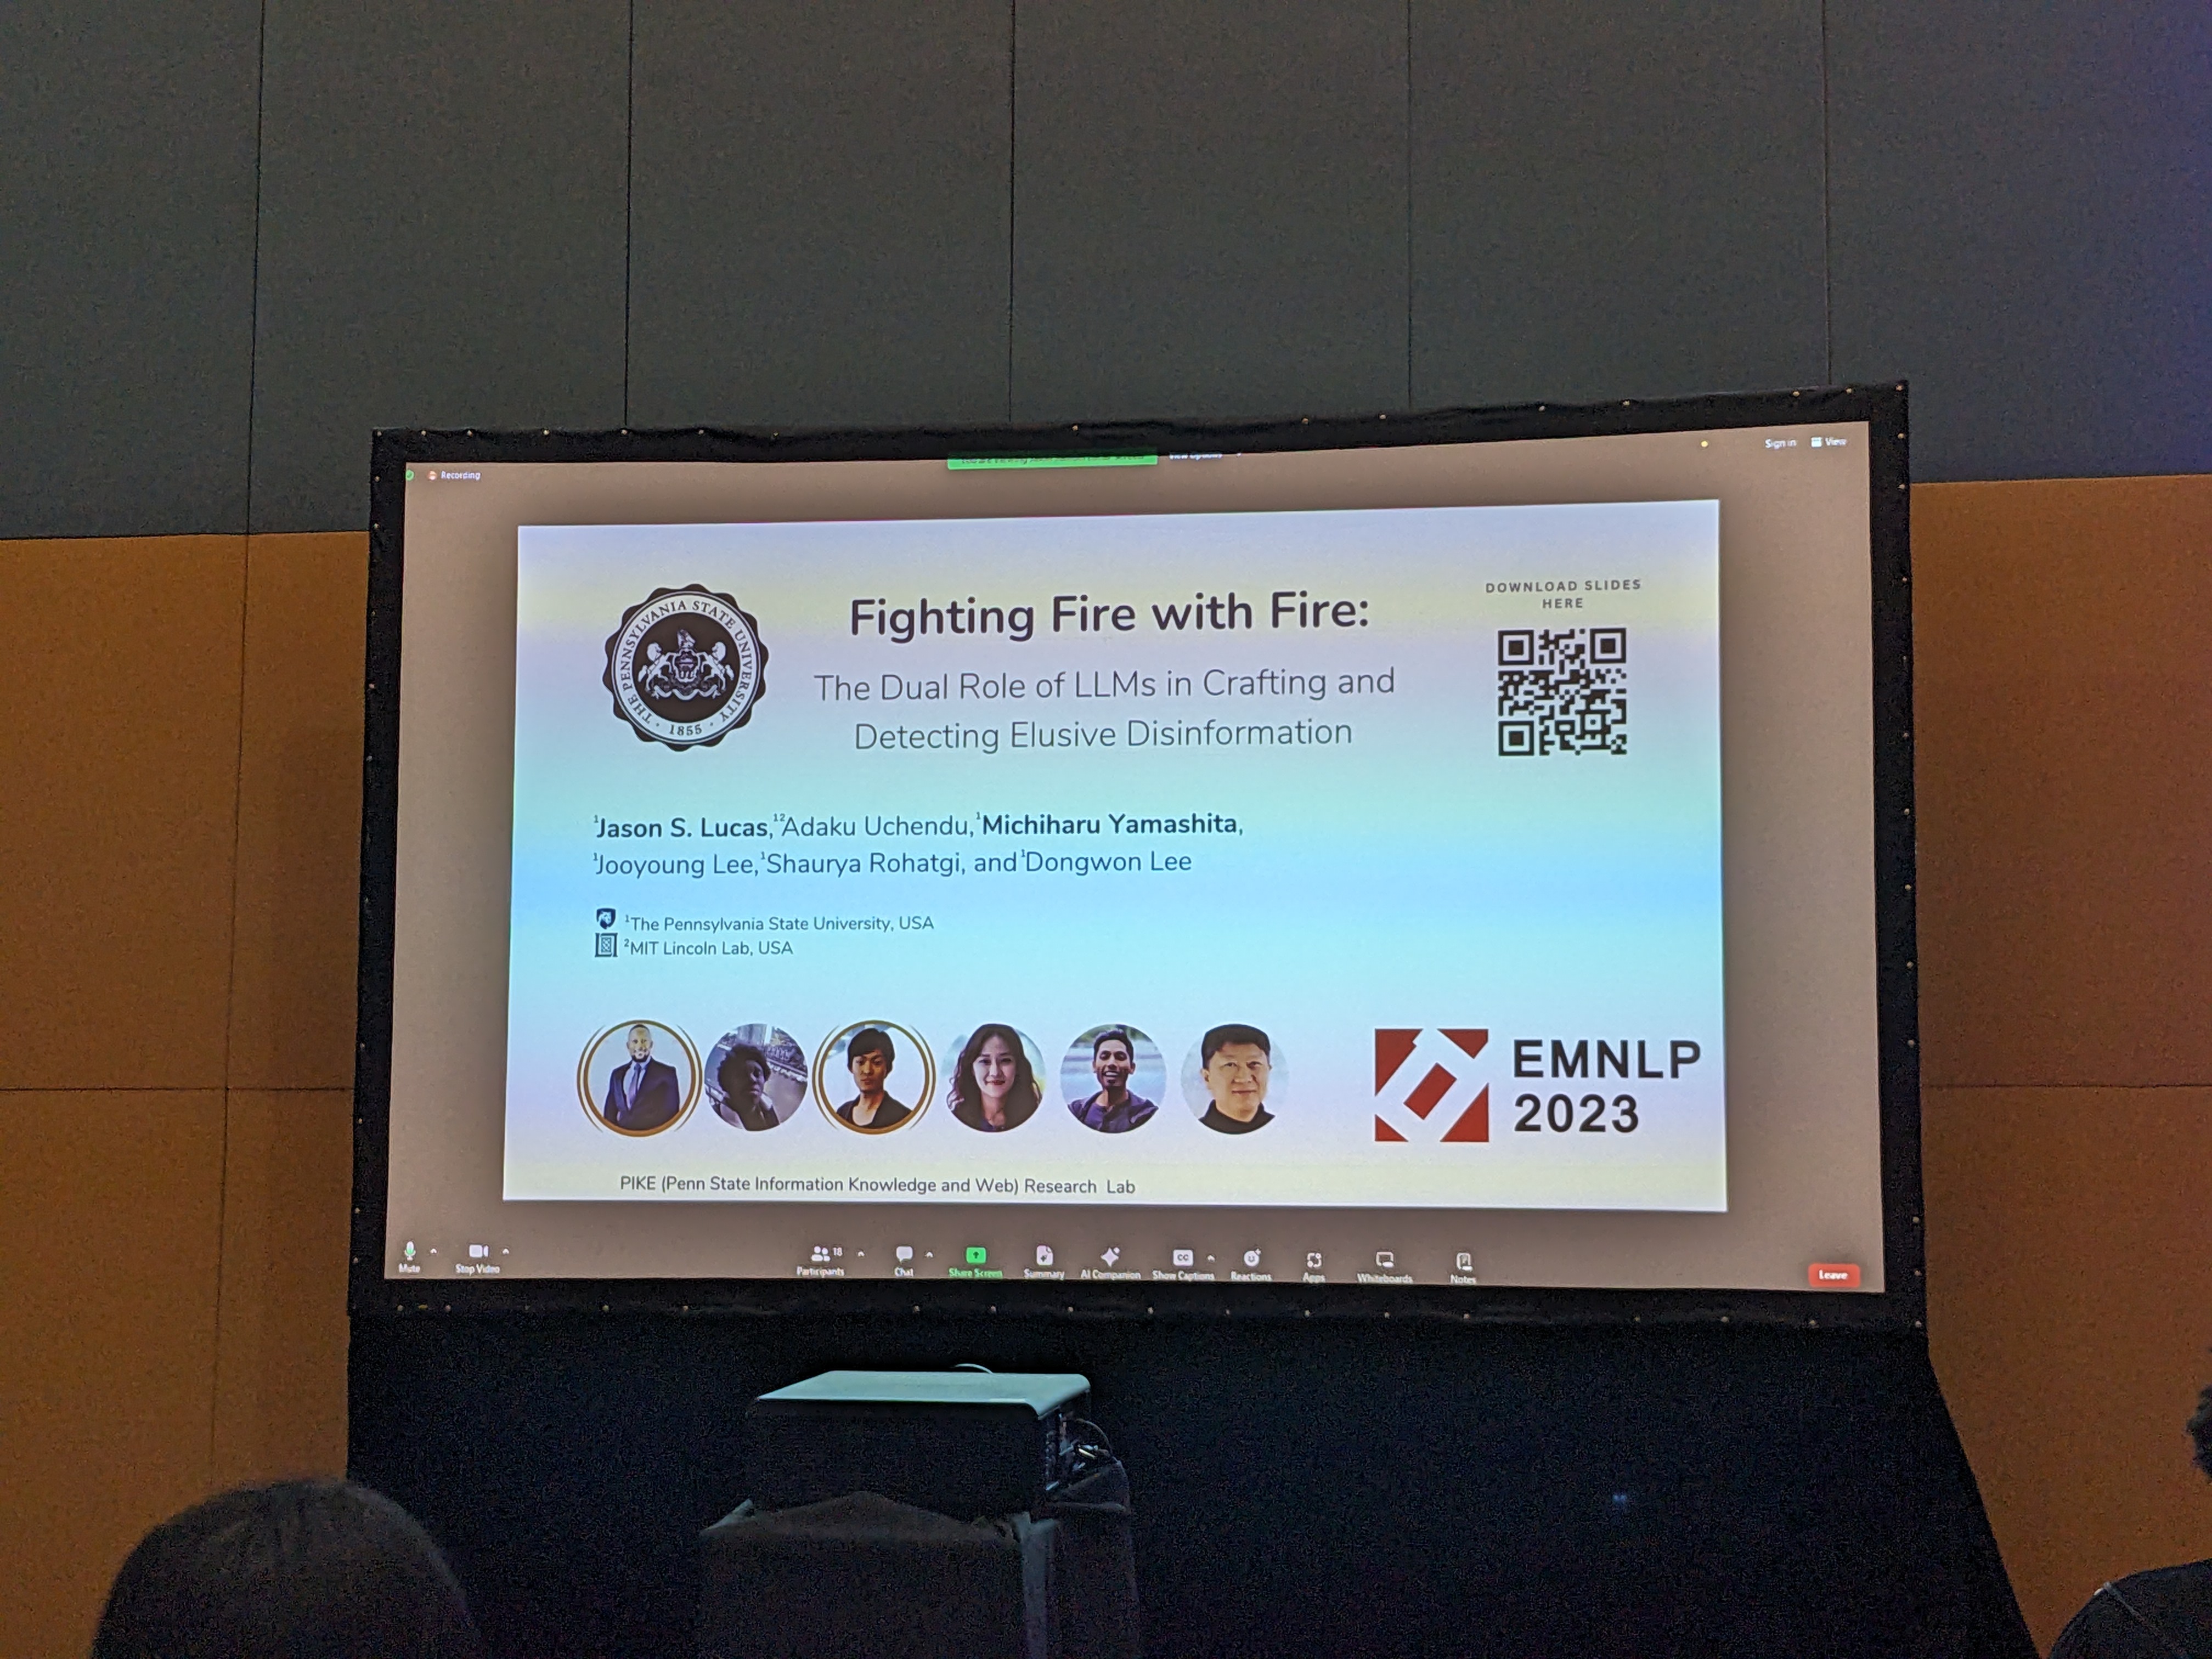 Recording
Sign in View
THE PENNSYLVANIA STATE UNIVERSITY
1855
Fighting Fire with Fire:
The Dual Role of LLMs in Crafting and
Detecting Elusive Disinformation
DOWNLOAD SLIDES
HERE
¹Jason S. Lucas,¹²Adaku Uchendu,¹Michiharu Yamashita,
¹Jooyoung Lee,¹Shaurya Rohatgi, and¹Dongwon Lee
¹The Pennsylvania State University, USA
²MIT Lincoln Lab, USA
EMNLP
2023
PIKE (Penn State Information Knowledge and Web) Research Lab
Mute Stop Video Participants 18 Chat Share Screen Summary AI Companion CC Show Captions Reactions Apps Whiteboards Notes Leave